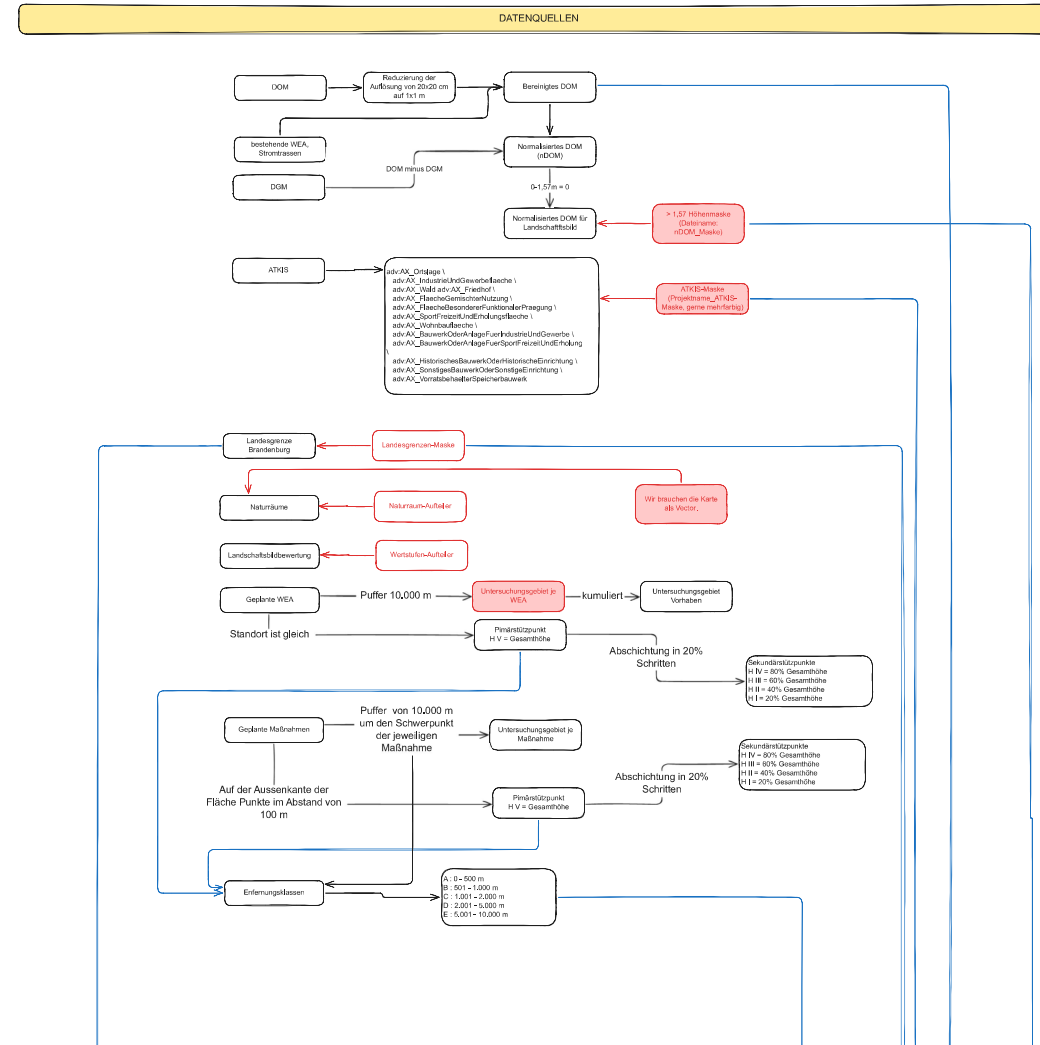 DATENQUELLEN
DOM
Reduzierung der
Auflösung von 20x20 cm
auf 1x1 m
Bereinigtes DOM
bestehende WEA,
Stromtrassen
DOM minus DGM
Normalisiertes DOM
(nDOM)
DGM
0-1,57m = 0
Normalisiertes DOM für
Landschaftftsbild
> 1,57 Höhenmaske
(Dateiname:
nDOM_Maske)
ATKIS
adv:AX_Ortslage \
adv:AX_IndustrieUndGewerbeflaeche \
adv:AX_Wald adv:AX_Friedhof \
adv:AX_FlaecheGemischterNutzung \
adv:AX_FlaecheBesondererFunktionalerPraegung \
adv:AX_SportFreizeitUndErholungsflaeche \
adv:AX_Wohnbauflaeche \
adv:AX_BauwerkOderAnlageFuerIndustrieUndGewerbe \
adv:AX_BauwerkOderAnlageFuerSportFreizeitUndErholung
\
adv:AX_HistorischesBauwerkOderHistorischeEinrichtung \
adv:AX_SonstigesBauwerkOderSonstigeEinrichtung \
adv:AX_VorratsbehaelterSpeicherbauwerk
ATKIS-Maske
(Projektname_ATKIS-
Maske, gerne mehrfarbig)
Landesgrenze
Brandenburg
Landesgrenzen-Maske
Naturräume
Naturraum-Aufteiler
Wir brauchen die Karte
als Vector.
Landschaftsbildbewertung
Wertstufen-Aufteiler
Geplante WEA
Puffer 10.000 m
Untersuchungsgebiet je
WEA
kumuliert
Untersuchungsgebiet
Vorhaben
Standort ist gleich
Pimärstützpunkt
H V = Gesamthöhe
Abschichtung in 20%
Schritten
Sekundärstützpunkte
H IV = 80% Gesamthöhe
H III = 60% Gesamthöhe
H II = 40% Gesamthöhe
H I = 20% Gesamthöhe
Geplante Maßnahmen
Puffer von 10.000 m
um den Schwerpunkt
der jeweiligen
Maßnahme
Untersuchungsgebiet je
Maßnahme
Auf der Aussenkante der
Fläche Punkte im Abstand von
100 m
Pimärstützpunkt
H V = Gesamthöhe
Abschichtung in 20%
Schritten
Sekundärstützpunkte
H IV = 80% Gesamthöhe
H III = 60% Gesamthöhe
H II = 40% Gesamthöhe
H I = 20% Gesamthöhe
Enfernungsklassen
A : 0 - 500 m
B : 501 - 1.000 m
C : 1.001 - 2.000 m
D : 2.001 - 5.000 m
E : 5.001 - 10.000 m